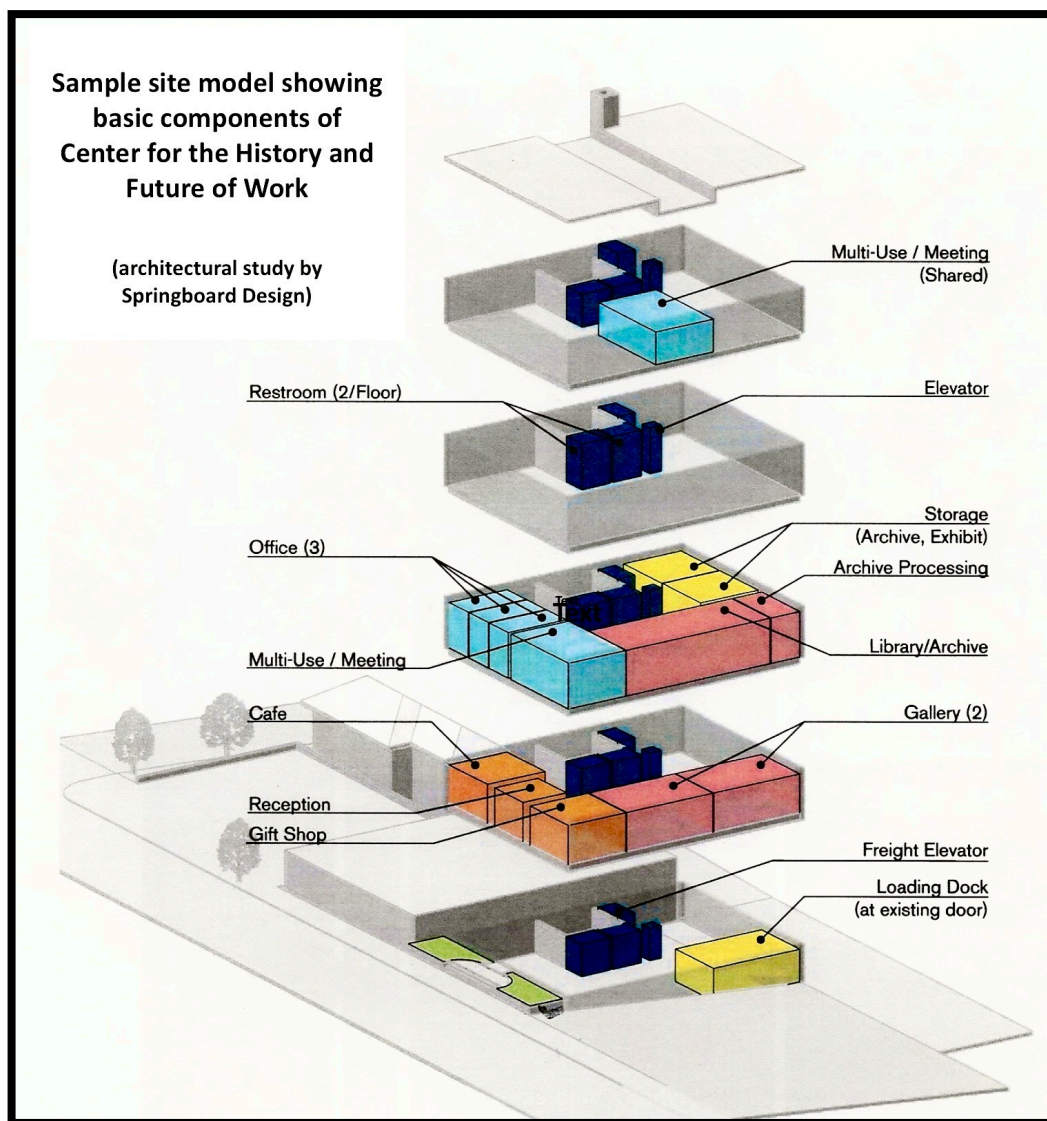 Sample site model showing
basic components of
Center for the History and
Future of Work
(architectural study by
Springboard Design)
Multi-Use / Meeting
(Shared)
Restroom (2/Floor)
Elevator
Storage
(Archive, Exhibit)
Office (3)
Archive Processing
Text
Library/Archive
Multi-Use / Meeting
Cafe
Gallery (2)
Reception
Gift Shop
Freight Elevator
Loading Dock
(at existing door)